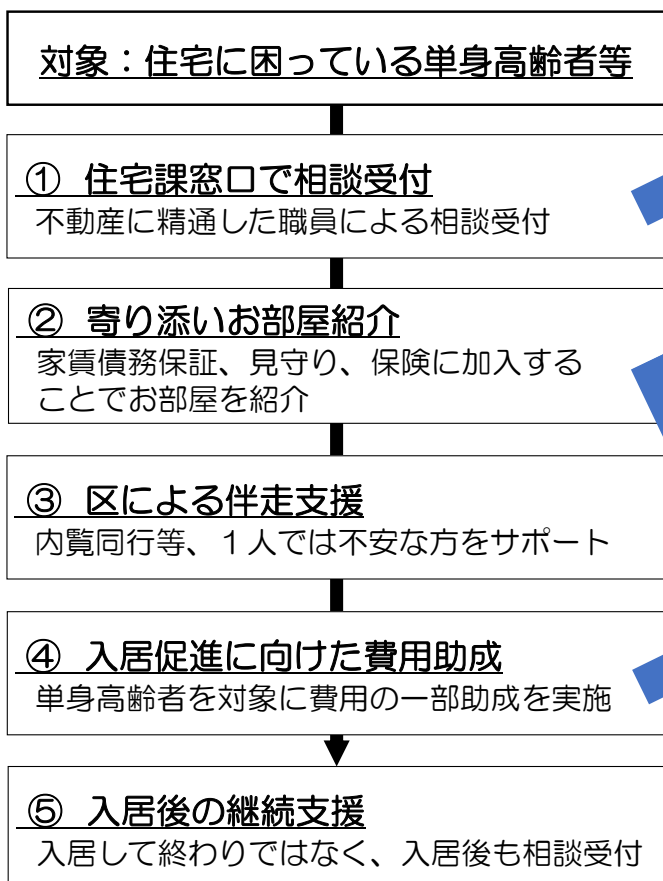 対象：住宅に困っている単身高齢者等
① 住宅課窓口で相談受付
不動産に精通した職員による相談受付
② 寄り添いお部屋紹介
家賃債務保証、見守り、保険に加入する
ことでお部屋を紹介
③ 区による伴走支援
内覧同行等、１人では不安な方をサポート
④ 入居促進に向けた費用助成
単身高齢者を対象に費用の一部助成を実施
⑤ 入居後の継続支援
入居して終わりではなく、入居後も相談受付